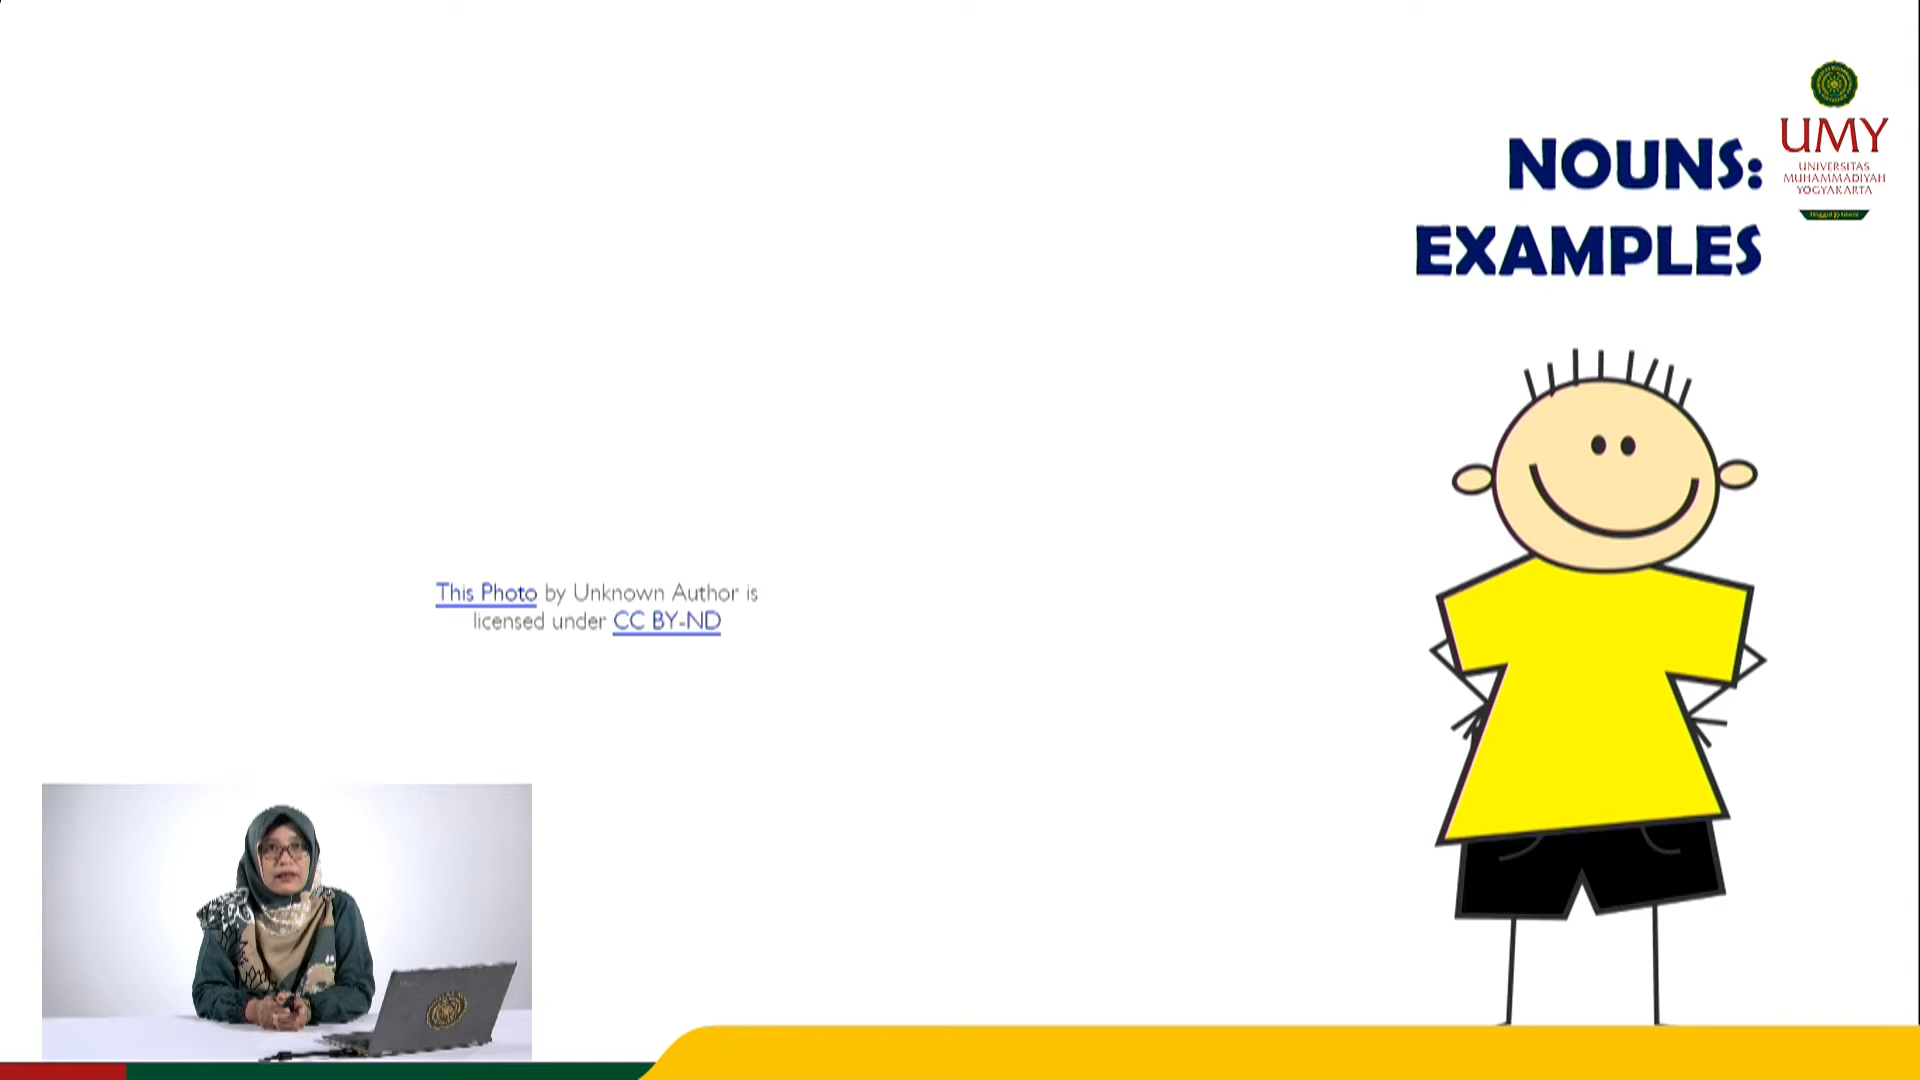 NOUNS:
EXAMPLES
UMY
UNIVERSITAS
MUHAMMADIYAH
YOGYAKARTA
This Photo by Unknown Author is
licensed under CC BY-ND